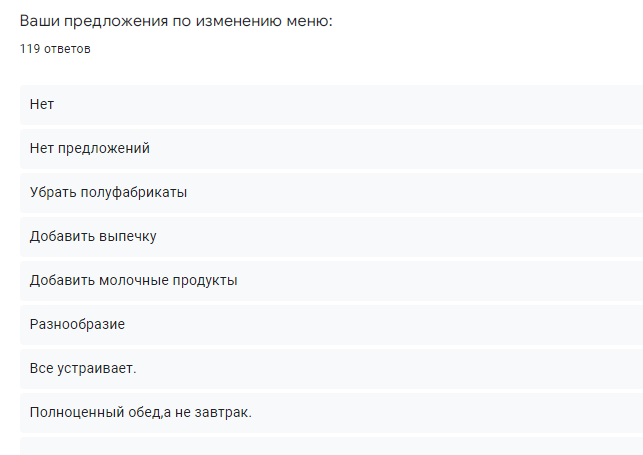 Ваши предложения по изменению меню:
119 ответов
Нет
Нет предложений
Убрать полуфабрикаты
Добавить выпечку
Добавить молочные продукты
Разнообразие
Все устраивает.
Полноценный обед,а не завтрак.